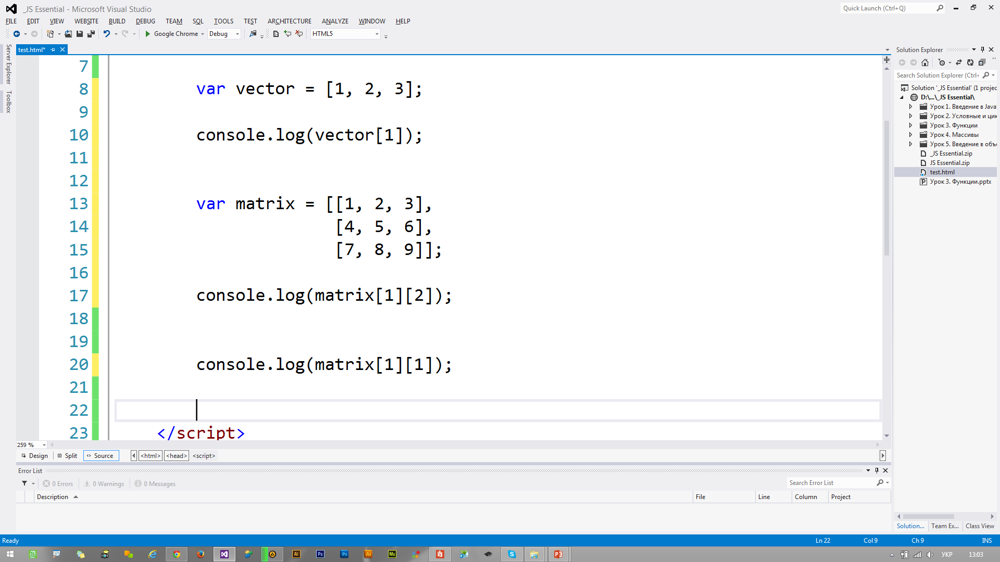 _JS Essential - Microsoft Visual Studio
Quick Launch (Ctrl+Q)
FILE EDIT VIEW WEBSITE BUILD DEBUG TEAM SQL TOOLS TEST ARCHITECTURE ANALYZE WINDOW HELP
Google Chrome Debug HTML5
Server Explorer
Toolbox
test.html*
7
8 var vector = [1, 2, 3];
9
10 console.log(vector[1]);
11
12
13 var matrix = [[1, 2, 3],
14 [4, 5, 6],
15 [7, 8, 9]];
16
17 console.log(matrix[1][2]);
18
19
20 console.log(matrix[1][1]);
21
22
23 </script>
259 %
Design Split Source <html> <head> <script>
Error List
0 Errors 0 Warnings 0 Messages
Search Error List
Description File Line Column Project
Solution Explorer
Search Solution Explorer (Ctrl+
Solution '_JS Essential' (1 projec
D:\...\_JS Essential\
Урок 1. Введение в Java
Урок 2. Условные и цик
Урок 3. Функции
Урок 4. Массивы
Урок 5. Введение в объ
_JS Essential.zip
JS Essential.zip
test.html
Урок 3. Функции.pptx
Solution... Team Ex... Class View
Ready Ln 22 Col 9 Ch 9 INS
Ai Ps Ps Ai Mu
УКР 13:03